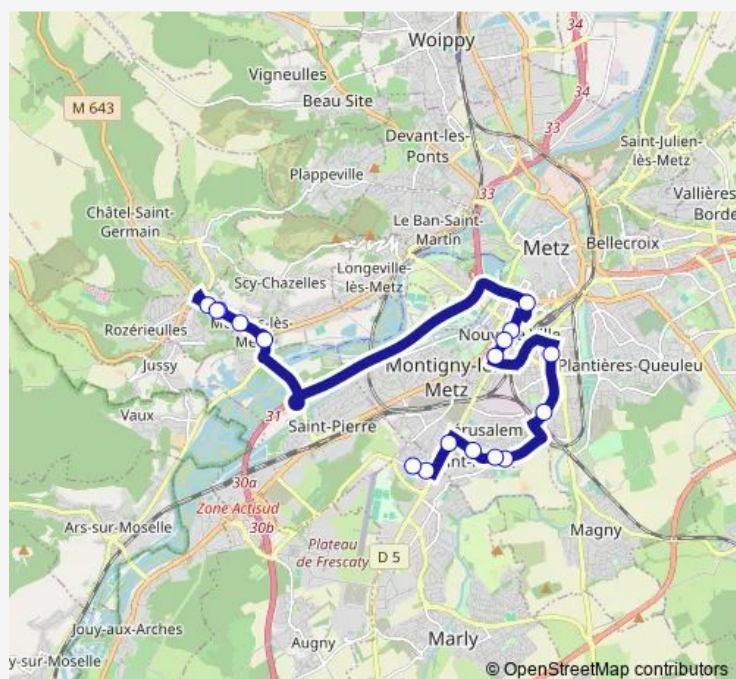 Woippy
34
34
Vigneulles
M 643
Beau Site
33
Devant-les-
Ponts
Saint-Julien-
lès-Metz
Plappeville
33
Vallières
Borde
Châtel-Saint-
Germain
Le Ban-Saint-
Martin
Metz
Bellecroix
Scy-Chazelles
Longeville-
lès-Metz
Rozérieulles
Jussy
Plantières-Queuleu
Montigny-l
Metz
Vaux
31
Saint-Pierre
30a
Zone Actisud
30b
Ars-sur-Moselle
Magny
Plateau
de Frescaty
D 5
Jouy-aux-Arches
Augny
Marly
y-sur-Moselle
© OpenStreetMap contributors